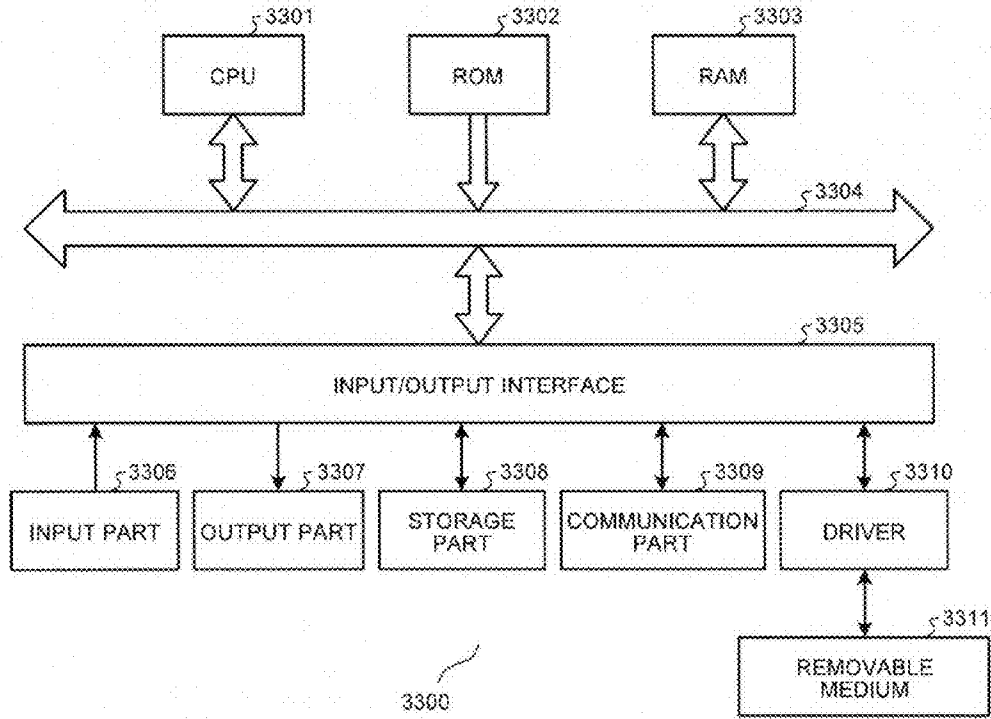 3301
3302
3303
CPU
ROM
RAM
3304
3305
INPUT/OUTPUT INTERFACE
3306
3307
3308
3309
3310
INPUT PART
OUTPUT PART
STORAGE
PART
COMMUNICATION
PART
DRIVER
3311
REMOVABLE
MEDIUM
3300